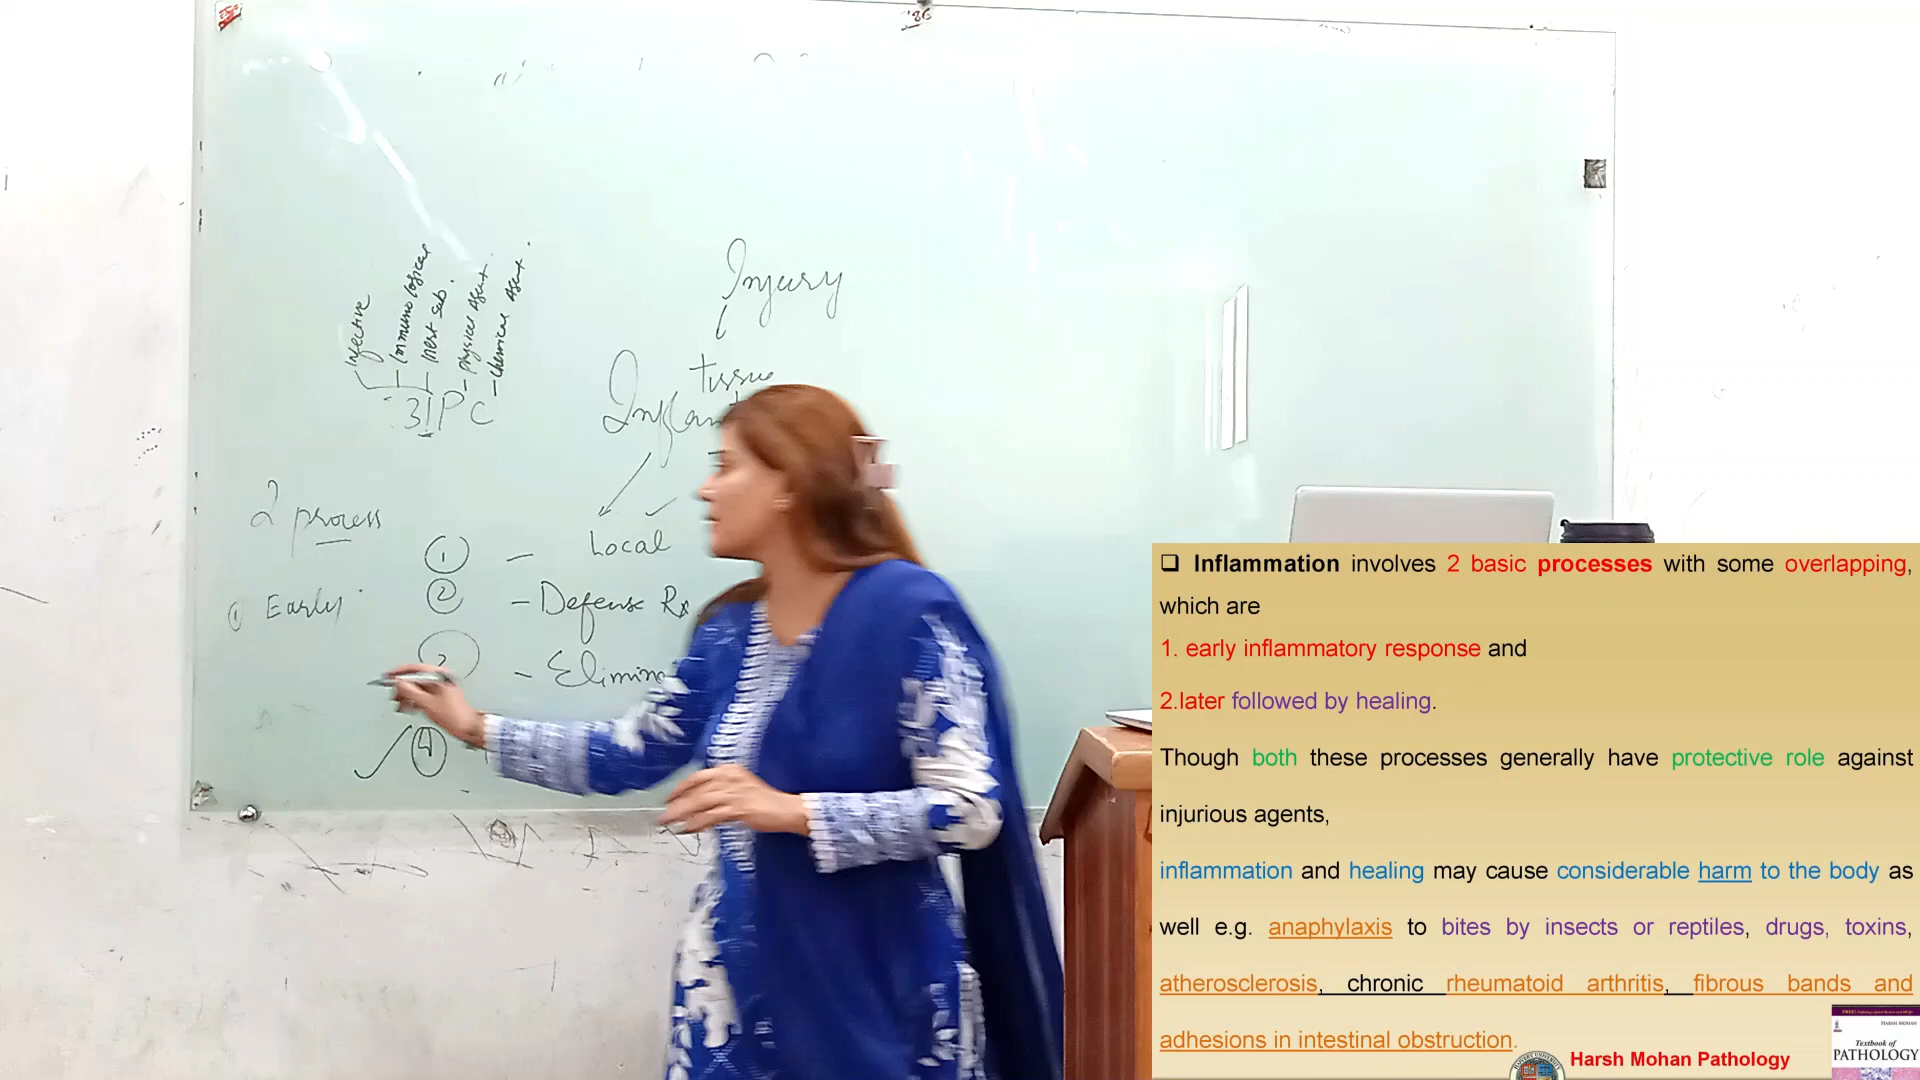 Injury
tissue
Infective
Immunological
Inert sub.
physical Agent.
chemical Agent.
3IPC
2 process
① - Local
② - Defense Rx
① Early
- Elimina
④
❑ Inflammation involves 2 basic processes with some overlapping,
which are
1. early inflammatory response and
2.later followed by healing.
Though both these processes generally have protective role against
injurious agents,
inflammation and healing may cause considerable harm to the body as
well e.g. anaphylaxis to bites by insects or reptiles, drugs, toxins,
atherosclerosis, chronic rheumatoid arthritis, fibrous bands and
adhesions in intestinal obstruction.
Harsh Mohan Pathology
HARSH MOHAN
Textbook of
PATHOLOGY